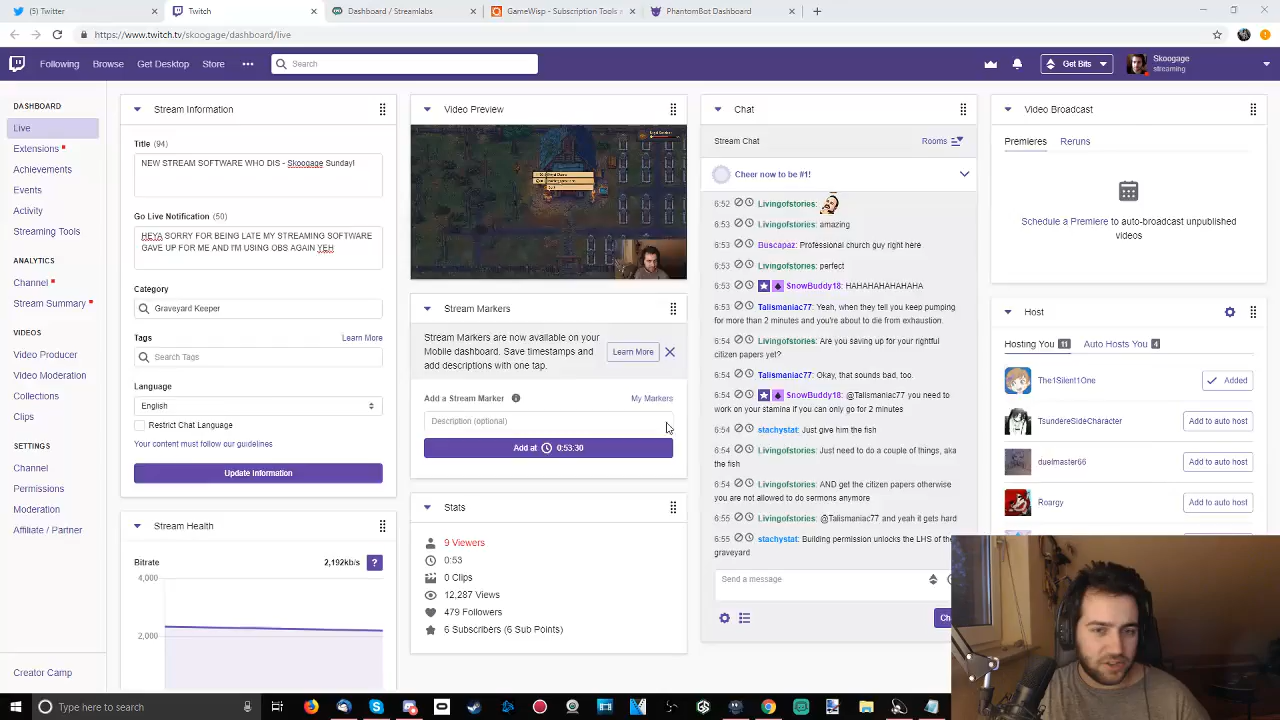 Twitter
Twitch
Dashboard / Streamlabs
GameWisp - Subscription Tools
PhantomBot Dashboard
https://www.twitch.tv/skoogage/dashboard/live
Following
Browse
Get Desktop
Store
Search
Get Bits
Skoogage
streaming
DASHBOARD
Live
Extensions
Achievements
Events
Activity
Streaming Tools
ANALYTICS
Channel
Stream Summary
VIDEOS
Video Producer
Video Moderation
Collections
Clips
SETTINGS
Channel
Permissions
Moderation
Affiliate / Partner
Creator Camp
Stream Information
Title (94)
NEW STREAM SOFTWARE WHO DIS - Skoogage Sunday!
Go Live Notification (50)
HEYA SORRY FOR BEING LATE MY STREAMING SOFTWARE
GAVE UP FOR ME AND I'M USING OBS AGAIN YEH
Category
Graveyard Keeper
Tags
Learn More
Search Tags
Language
English
Restrict Chat Language
Your content must follow our guidelines
Update Information
Stream Health
Bitrate
2,192kb/s
?
4,000
2,000
Video Preview
Stream Markers
Stream Markers are now available on your
Mobile dashboard. Save timestamps and
add descriptions with one tap.
Learn More
Add a Stream Marker
My Markers
Description (optional)
Add at 0:53:30
Stats
9 Viewers
0:53
0 Clips
12,287 Views
479 Followers
6 Subscribers (6 Sub Points)
Chat
Stream Chat
Rooms
Cheer now to be #1!
6:52 Livingofstories:
6:53 Livingofstories: amazing
6:53 Buscapaz: Professional church guy right here
6:53 Livingofstories: perfect
6:53 SnowBuddy18: HAHAHAHAHAHA
6:53 Talismaniac77: Yeah, when they tell you keep pumping
for more than 2 minutes and you're about to die from exhaustion.
6:54 Livingofstories: Are you saving up for your rightful
citizen papers yet?
6:54 Talismaniac77: Okay, that sounds bad, too.
6:54 SnowBuddy18: @Talismaniac77 you need to
work on your stamina if you can only go for 2 minutes
6:54 stachystat: Just give him the fish
6:54 Livingofstories: Just need to do a couple of things, aka
the fish
6:54 Livingofstories: AND get the citizen papers otherwise
you are not allowed to do sermons anymore
6:55 Livingofstories: @Talismaniac77 and yeah it gets hard
6:55 stachystat: Building permission unlocks the LHS of the
graveyard
Send a message
Video Broadcast
Premieres
Reruns
Schedule a Premiere to auto-broadcast unpublished
videos
Host
Hosting You 11
Auto Hosts You 4
The1Silent1One
Added
TsundereSideCharacter
Add to auto host
duelmaster66
Add to auto host
Roargy
Add to auto host
Type here to search